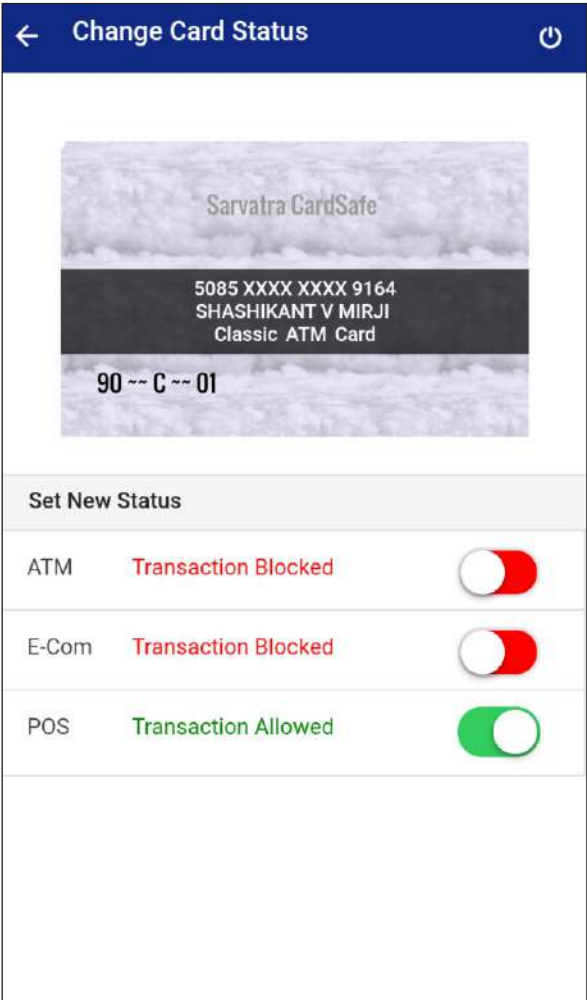 Change Card Status
Sarvatra CardSafe
5085 XXXX XXXX 9164
SHASHIKANT V MIRJI
Classic ATM Card
90 ~~ C ~~ 01
Set New Status
ATM Transaction Blocked
E-Com Transaction Blocked
POS Transaction Allowed